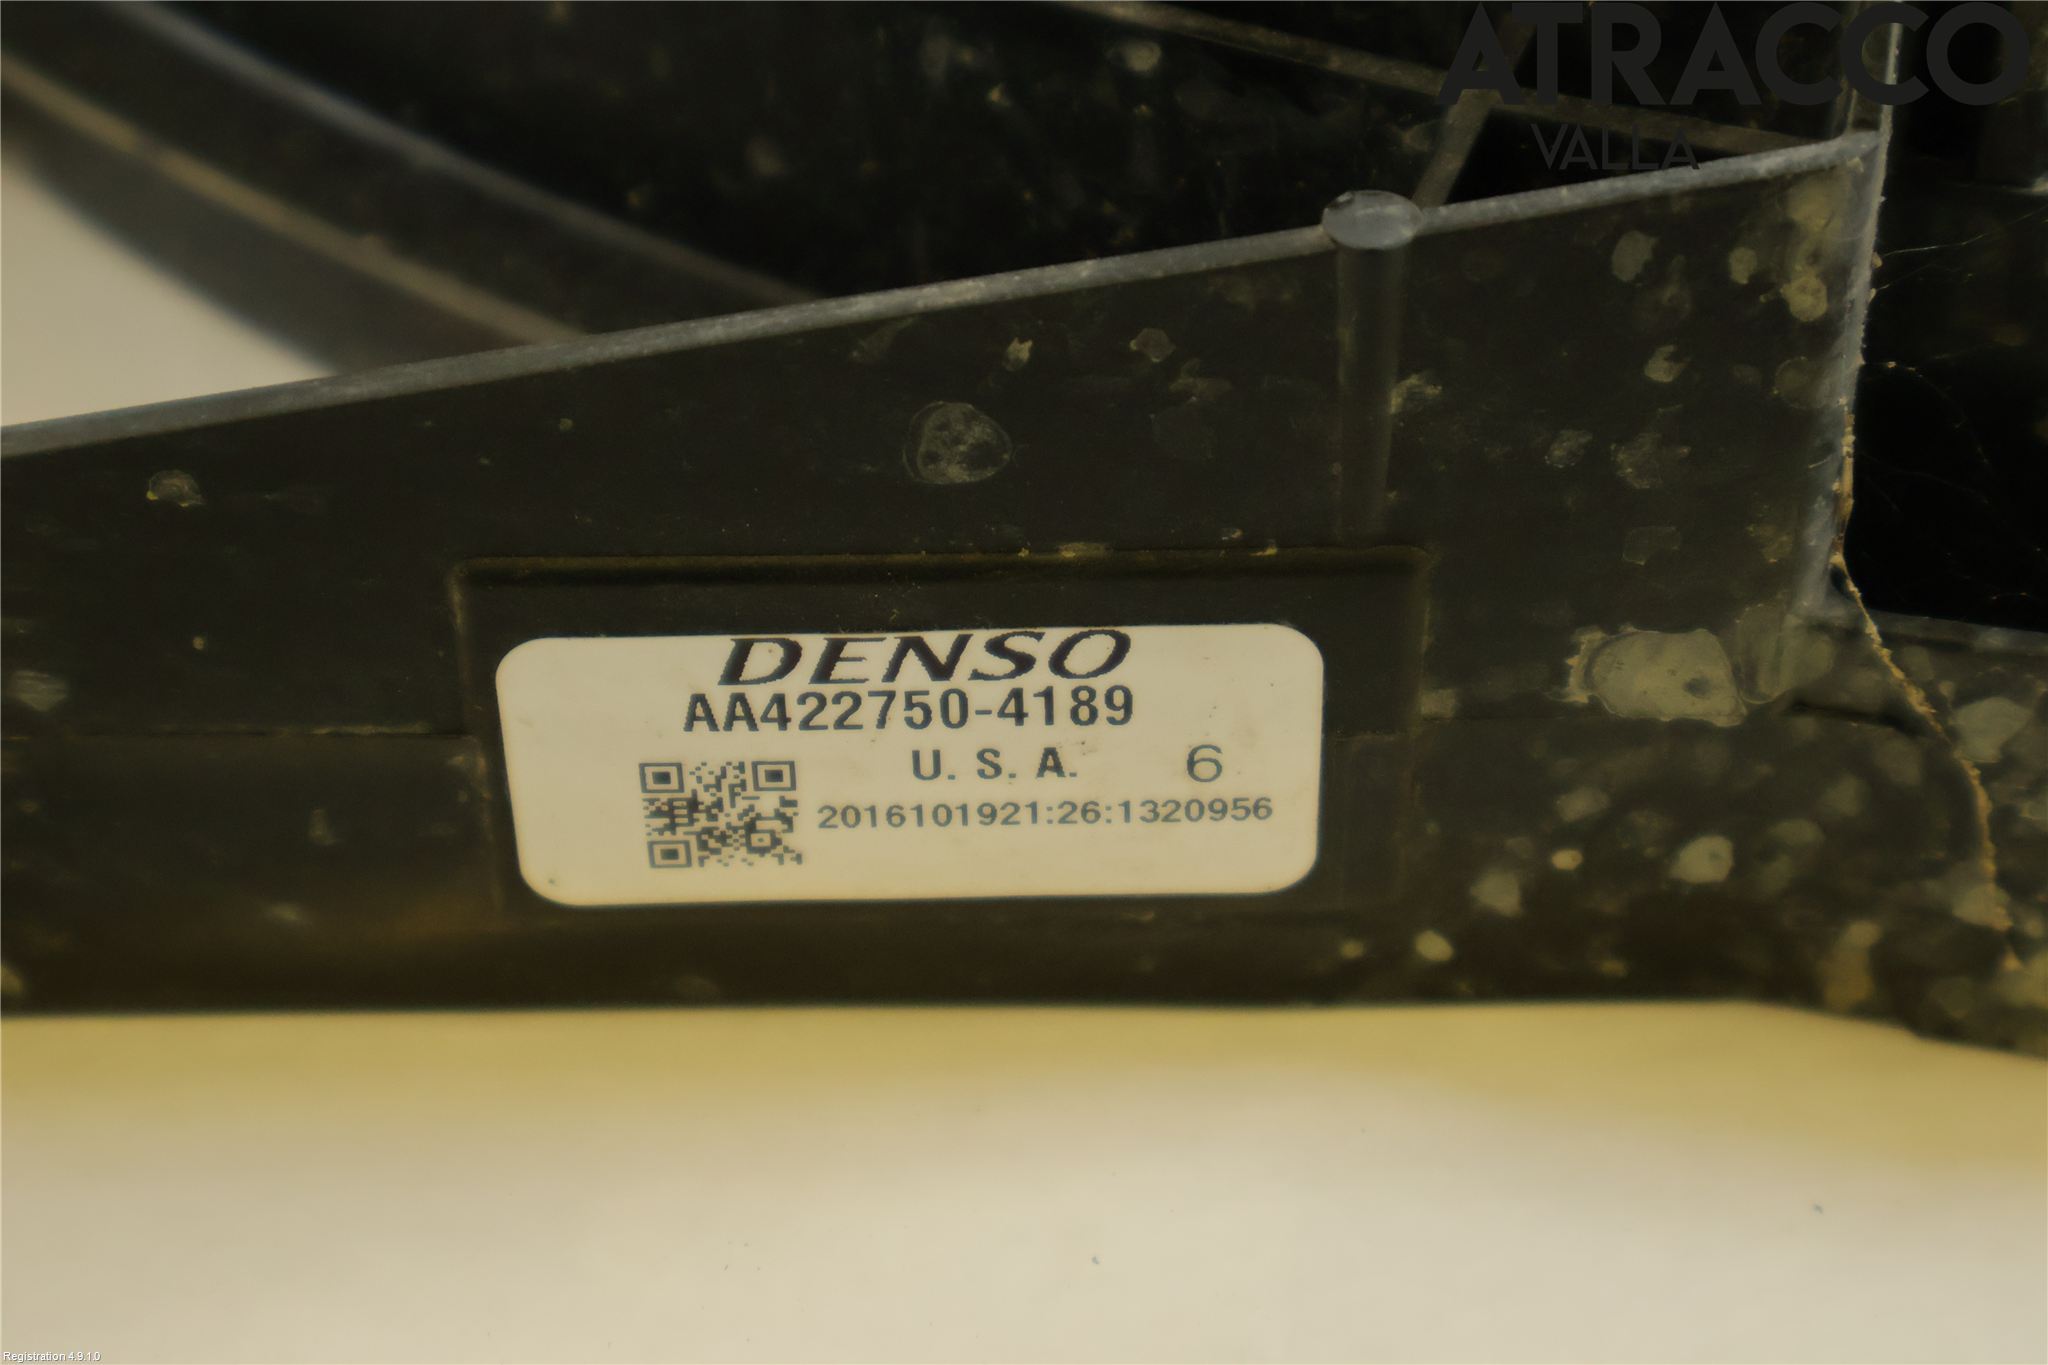 ATRACCO
VALLA
DENSO
AA422750-4189
U. S. A. 6
2016101921:26:1320956
Registration 4.9.1.0